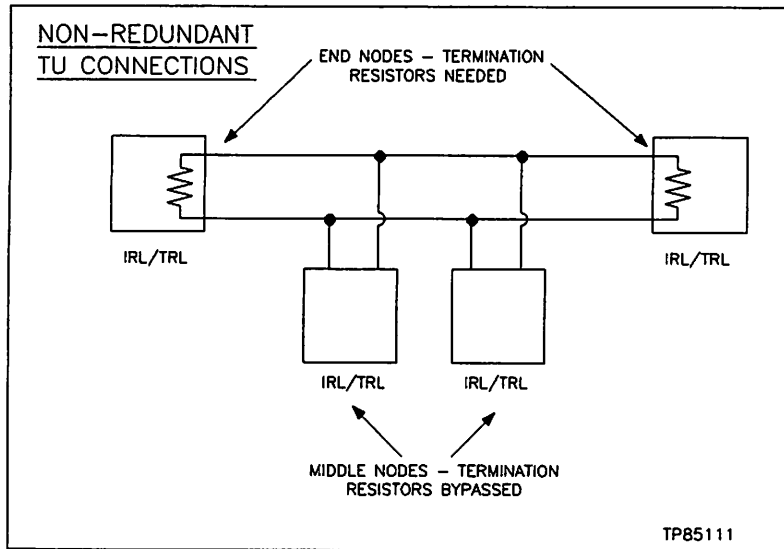 NON-REDUNDANT
TU CONNECTIONS
END NODES - TERMINATION
RESISTORS NEEDED
IRL/TRL
IRL/TRL
IRL/TRL
IRL/TRL
MIDDLE NODES - TERMINATION
RESISTORS BYPASSED
TP85111